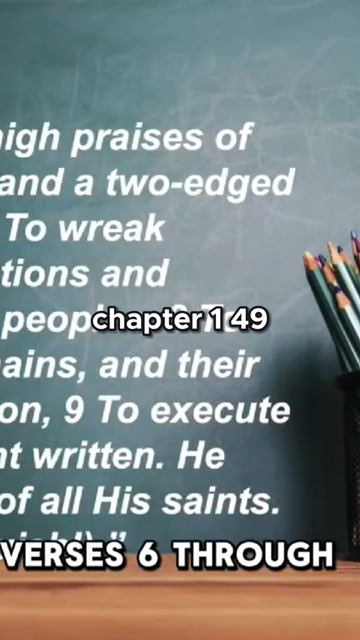 high praises of
and a two-edged
To wreak
tions and
chapter 1 49
ains, and their
on, 9 To execute
nt written. He
of all His saints.
VERSES 6 THROUGH